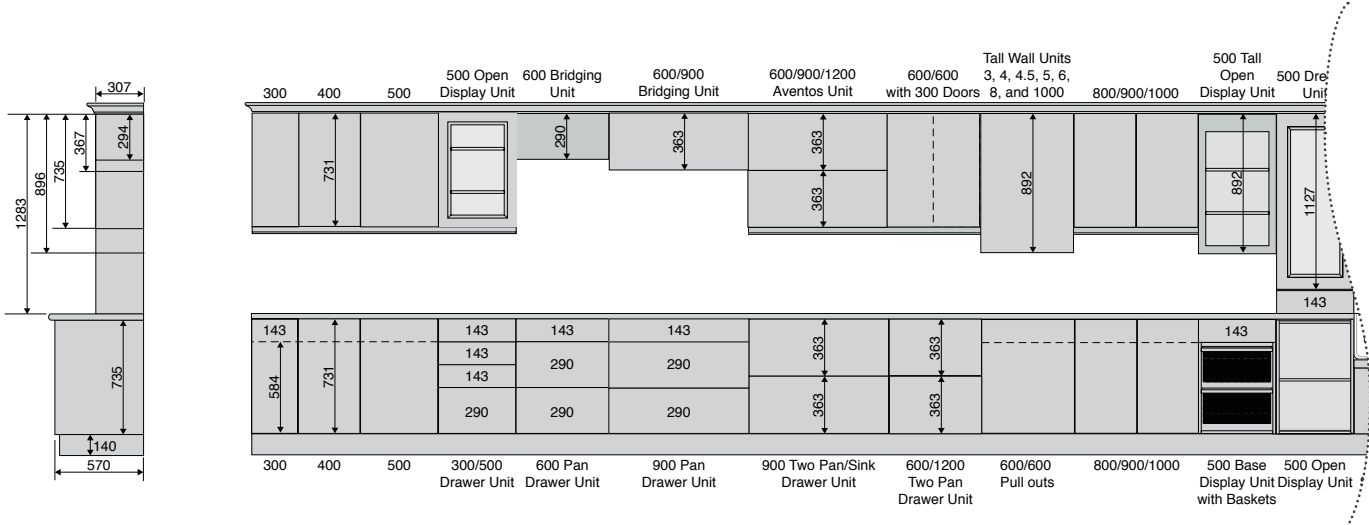 307
294
367
735
896
1283
735
140
570
300
400
500
500 Open
Display Unit
600 Bridging
Unit
600/900
Bridging Unit
600/900/1200
Aventos Unit
600/600
with 300 Doors
Tall Wall Units
3, 4, 4.5, 5, 6,
8, and 1000
800/900/1000
500 Tall
Open
Display Unit
500 Dre
Uni
731
290
363
363
363
892
892
1127
143
143
584
731
143
143
143
290
143
290
290
143
290
290
363
363
363
363
143
300
400
500
300/500
Drawer Unit
600 Pan
Drawer Unit
900 Pan
Drawer Unit
900 Two Pan/Sink
Drawer Unit
600/1200
Two Pan
Drawer Unit
600/600
Pull outs
800/900/1000
500 Base
Display Unit
with Baskets
500 Open
Display Unit